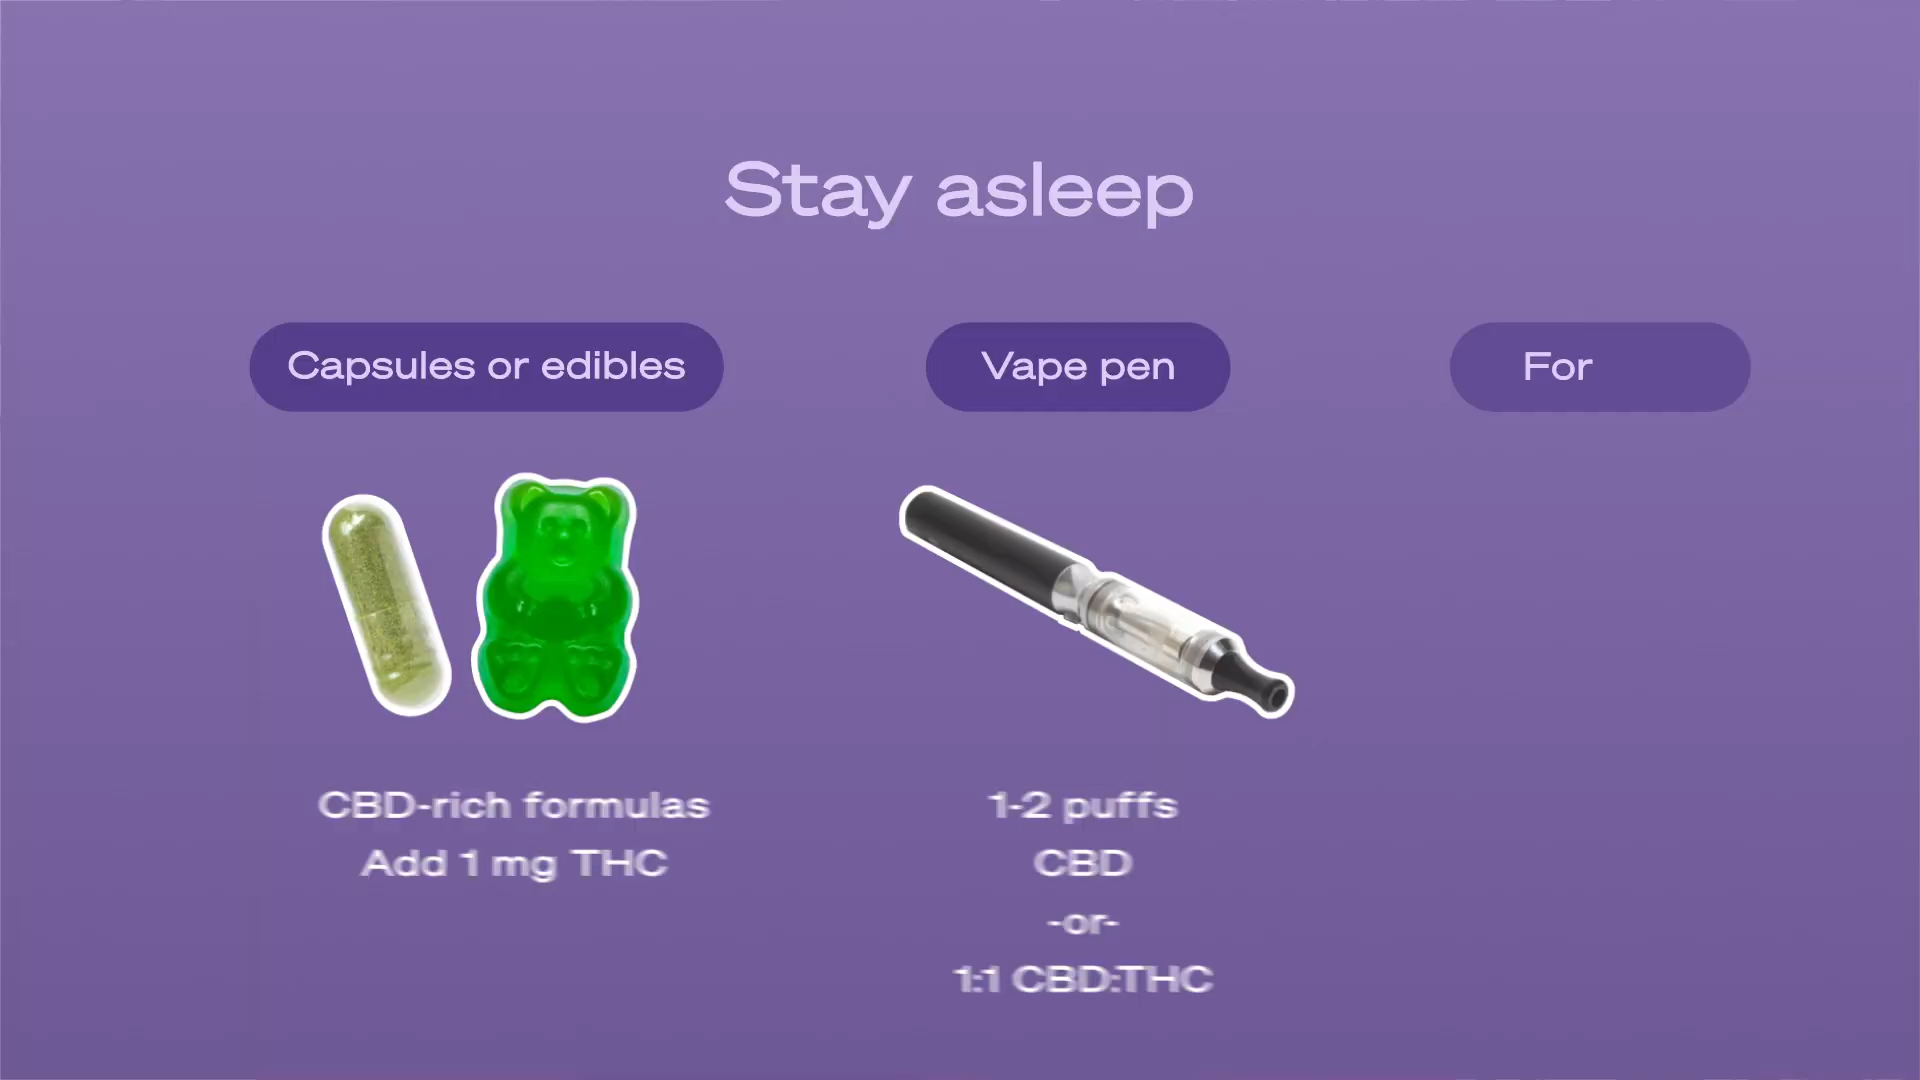 Stay asleep
Capsules or edibles
CBD-rich formulas
Add 1 mg THC
Vape pen
1-2 puffs
CBD
-or-
1:1 CBD:THC
For